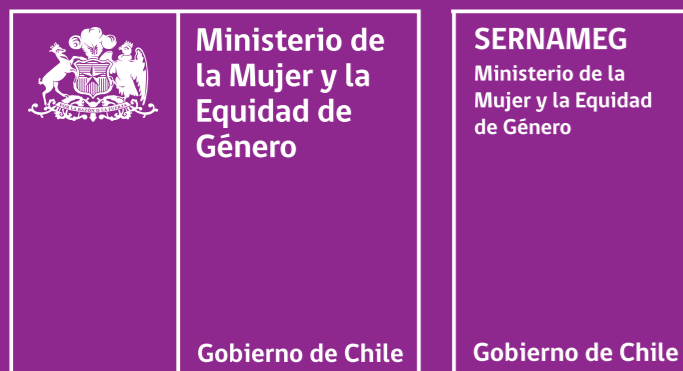 Ministerio de
la Mujer y la
Equidad de
Género
Gobierno de Chile
SERNAMEG
Ministerio de la
Mujer y la Equidad
de Género
Gobierno de Chile